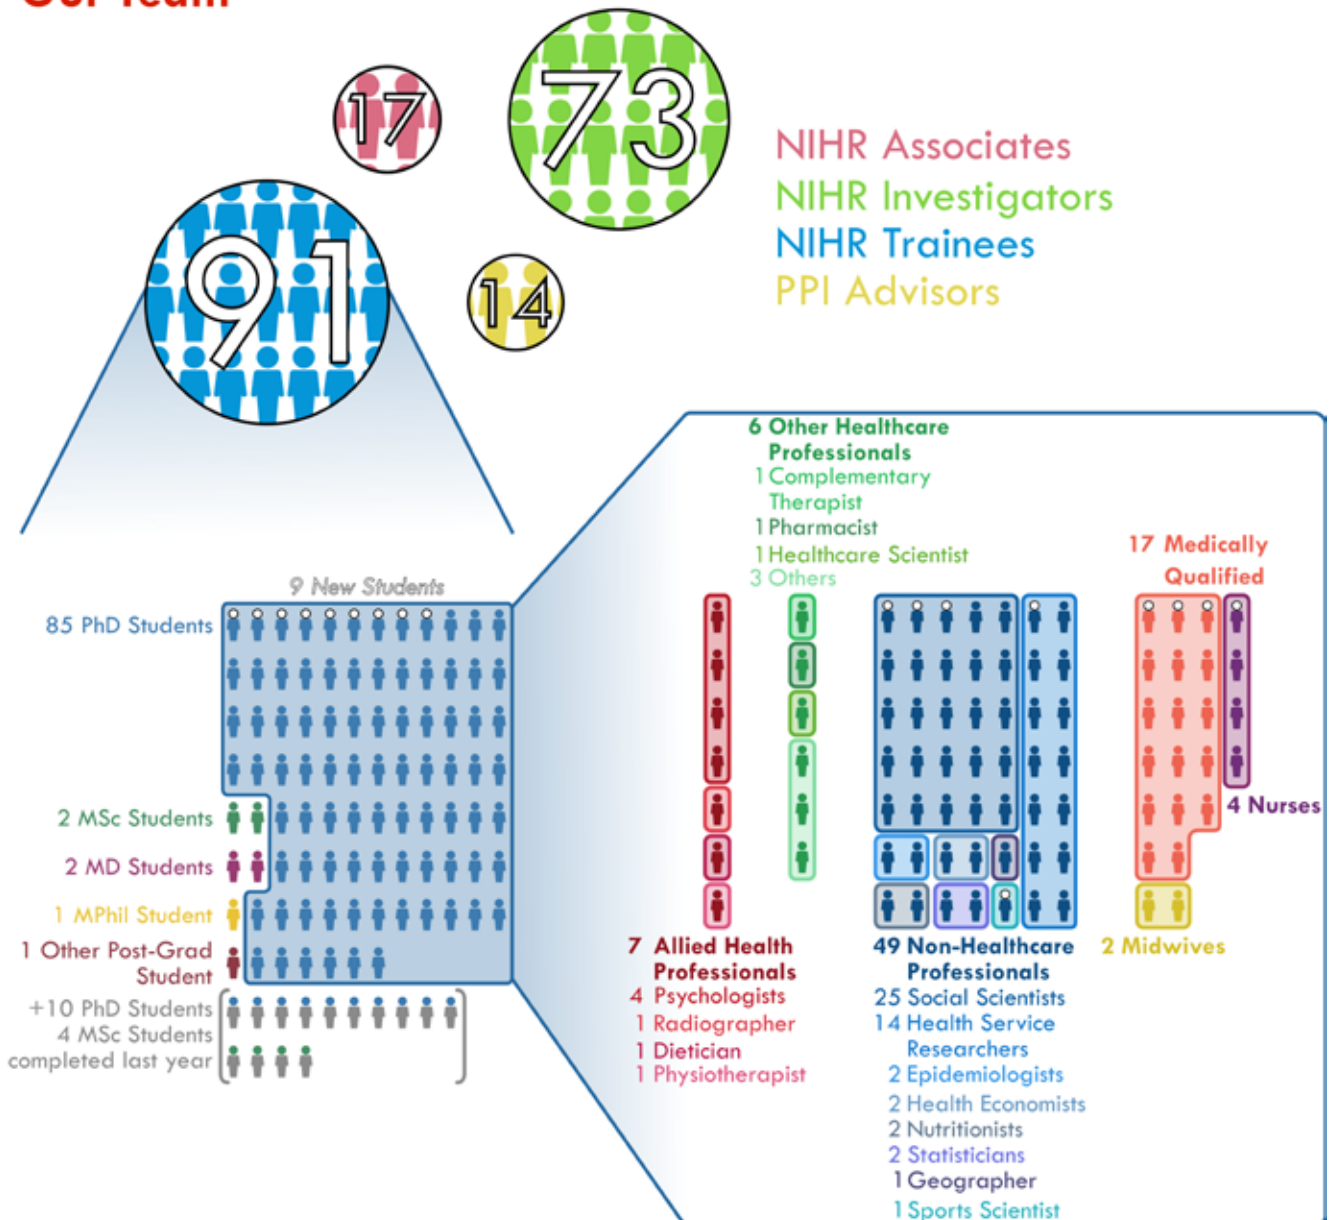 Our Team
17
73
91
14
NIHR Associates
NIHR Investigators
NIHR Trainees
PPI Advisors
9 New Students
85 PhD Students
2 MSc Students
2 MD Students
1 MPhil Student
1 Other Post-Grad
Student
+10 PhD Students
4 MSc Students
completed last year
6 Other Healthcare
Professionals
1 Complementary
Therapist
1 Pharmacist
1 Healthcare Scientist
3 Others
17 Medically
Qualified
4 Nurses
7 Allied Health
Professionals
4 Psychologists
1 Radiographer
1 Dietician
1 Physiotherapist
49 Non-Healthcare
Professionals
25 Social Scientists
14 Health Service
Researchers
2 Epidemiologists
2 Health Economists
2 Nutritionists
2 Statisticians
1 Geographer
1 Sports Scientist
2 Midwives